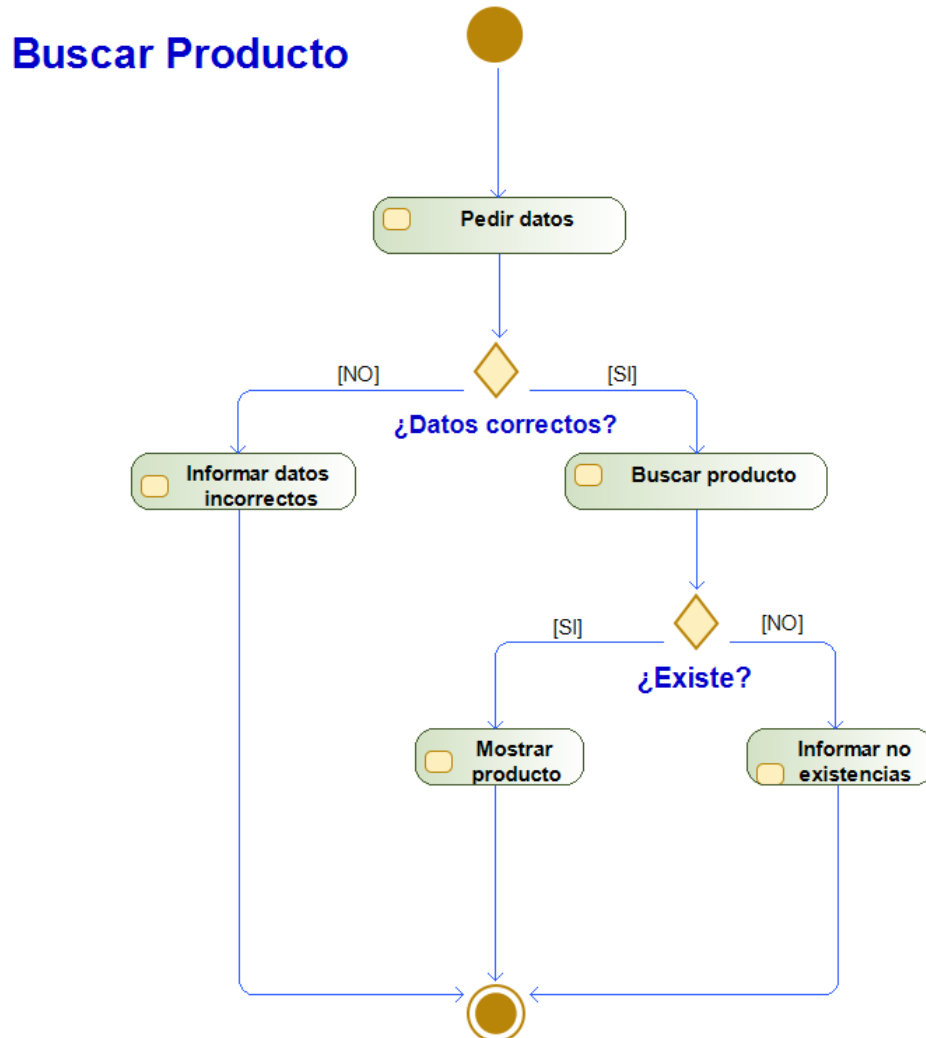 Buscar Producto
Pedir datos
[NO]
[SI]
¿Datos correctos?
Informar datos
incorrectos
Buscar producto
[SI]
[NO]
¿Existe?
Mostrar
producto
Informar no
existencias